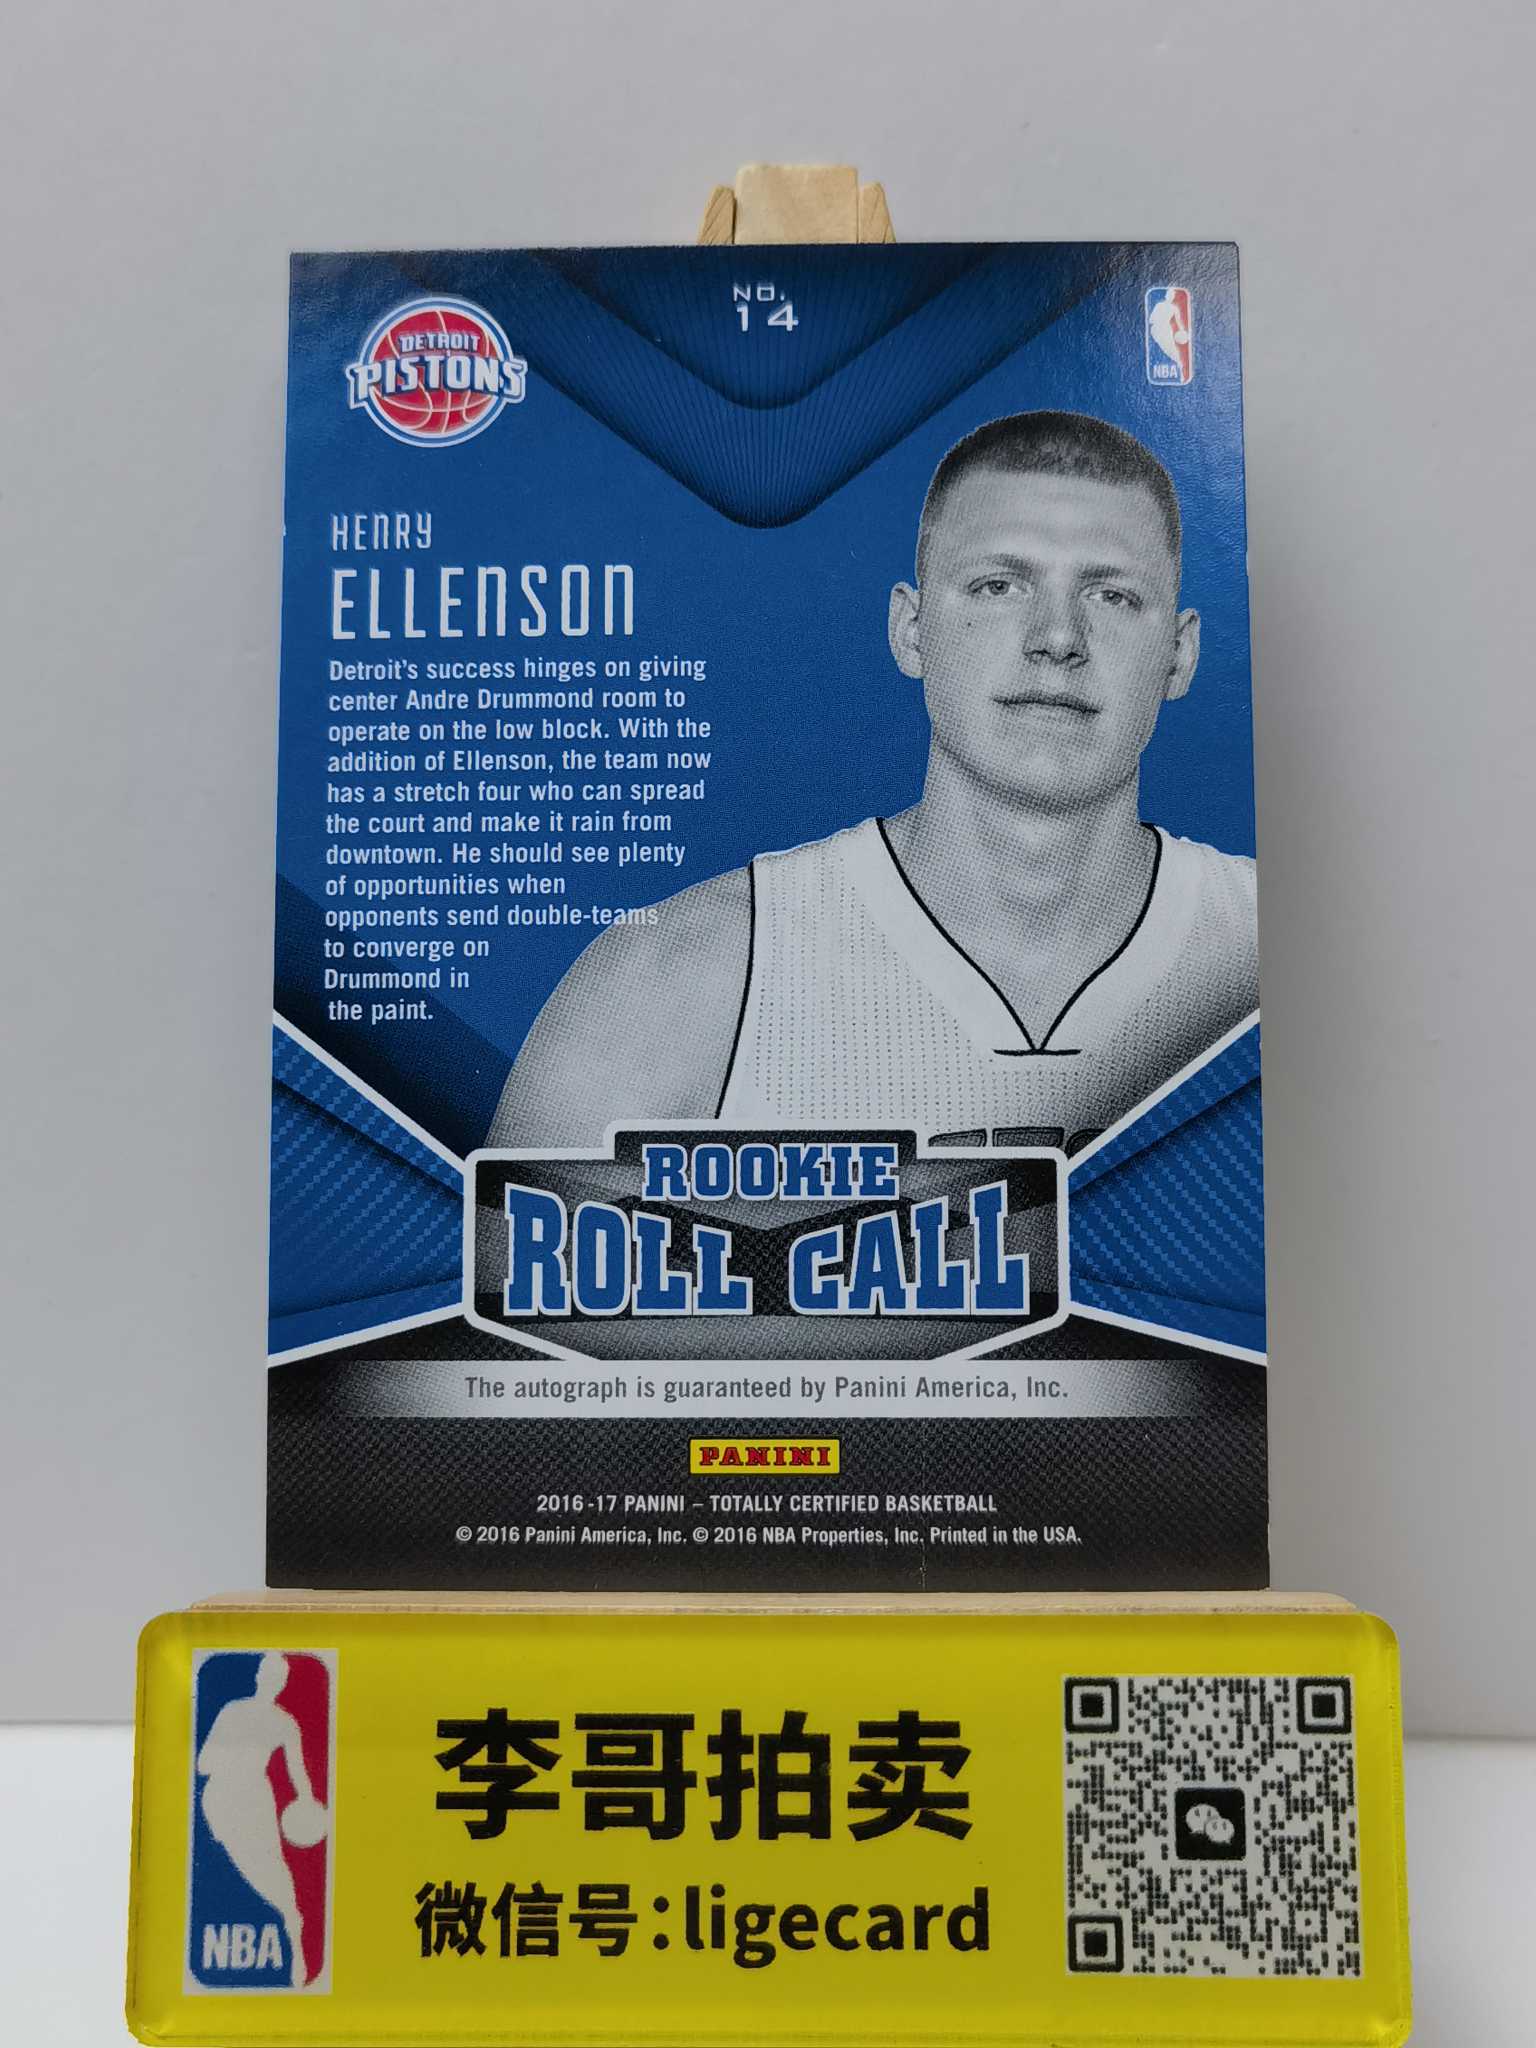 NO.
14
DETROIT
PISTONS
NBA
HENRY
ELLENSON
Detroit's success hinges on giving
center Andre Drummond room to
operate on the low block. With the
addition of Ellenson, the team now
has a stretch four who can spread
the court and make it rain from
downtown. He should see plenty
of opportunities when
opponents send double-teams
to converge on
Drummond in
the paint.
ROOKIE
ROLL CALL
The autograph is guaranteed by Panini America, Inc.
PANINI
2016-17 PANINI – TOTALLY CERTIFIED BASKETBALL
© 2016 Panini America, Inc. © 2016 NBA Properties, Inc. Printed in the USA.
李哥拍卖
微信号:ligecard
NBA